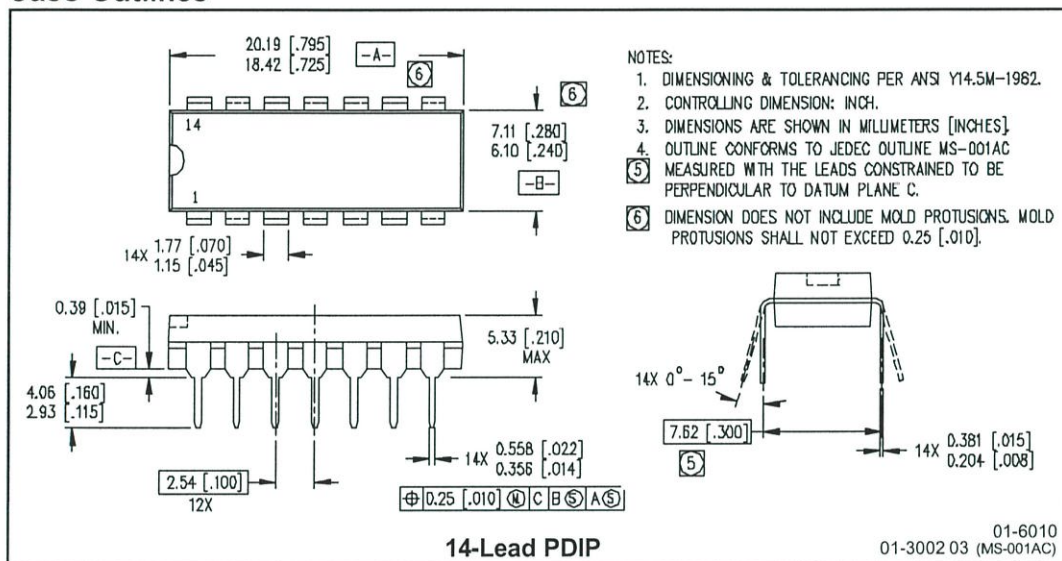 20.19 [.795]
18.42 [.725]
-A-
6
6
14
1
7.11 [.280]
6.10 [.240]
-B-
14X 1.77 [.070]
1.15 [.045]
NOTES:
1. DIMENSIONING & TOLERANCING PER ANSI Y14.5M-1982.
2. CONTROLLING DIMENSION: INCH.
3. DIMENSIONS ARE SHOWN IN MILLIMETERS [INCHES].
4. OUTLINE CONFORMS TO JEDEC OUTLINE MS-001AC
5 MEASURED WITH THE LEADS CONSTRAINED TO BE
PERPENDICULAR TO DATUM PLANE C.
6 DIMENSION DOES NOT INCLUDE MOLD PROTUSIONS. MOLD
PROTUSIONS SHALL NOT EXCEED 0.25 [.010].
0.39 [.015]
MIN.
-C-
4.06 [.160]
2.93 [.115]
5.33 [.210]
MAX
2.54 [.100]
12X
14X 0.558 [.022]
0.356 [.014]
⌖ 0.25 [.010] Ⓜ C B Ⓢ A Ⓢ
14X 0°- 15°
7.62 [.300]
5
14X 0.381 [.015]
0.204 [.008]
14-Lead PDIP
01-6010
01-3002 03 (MS-001AC)